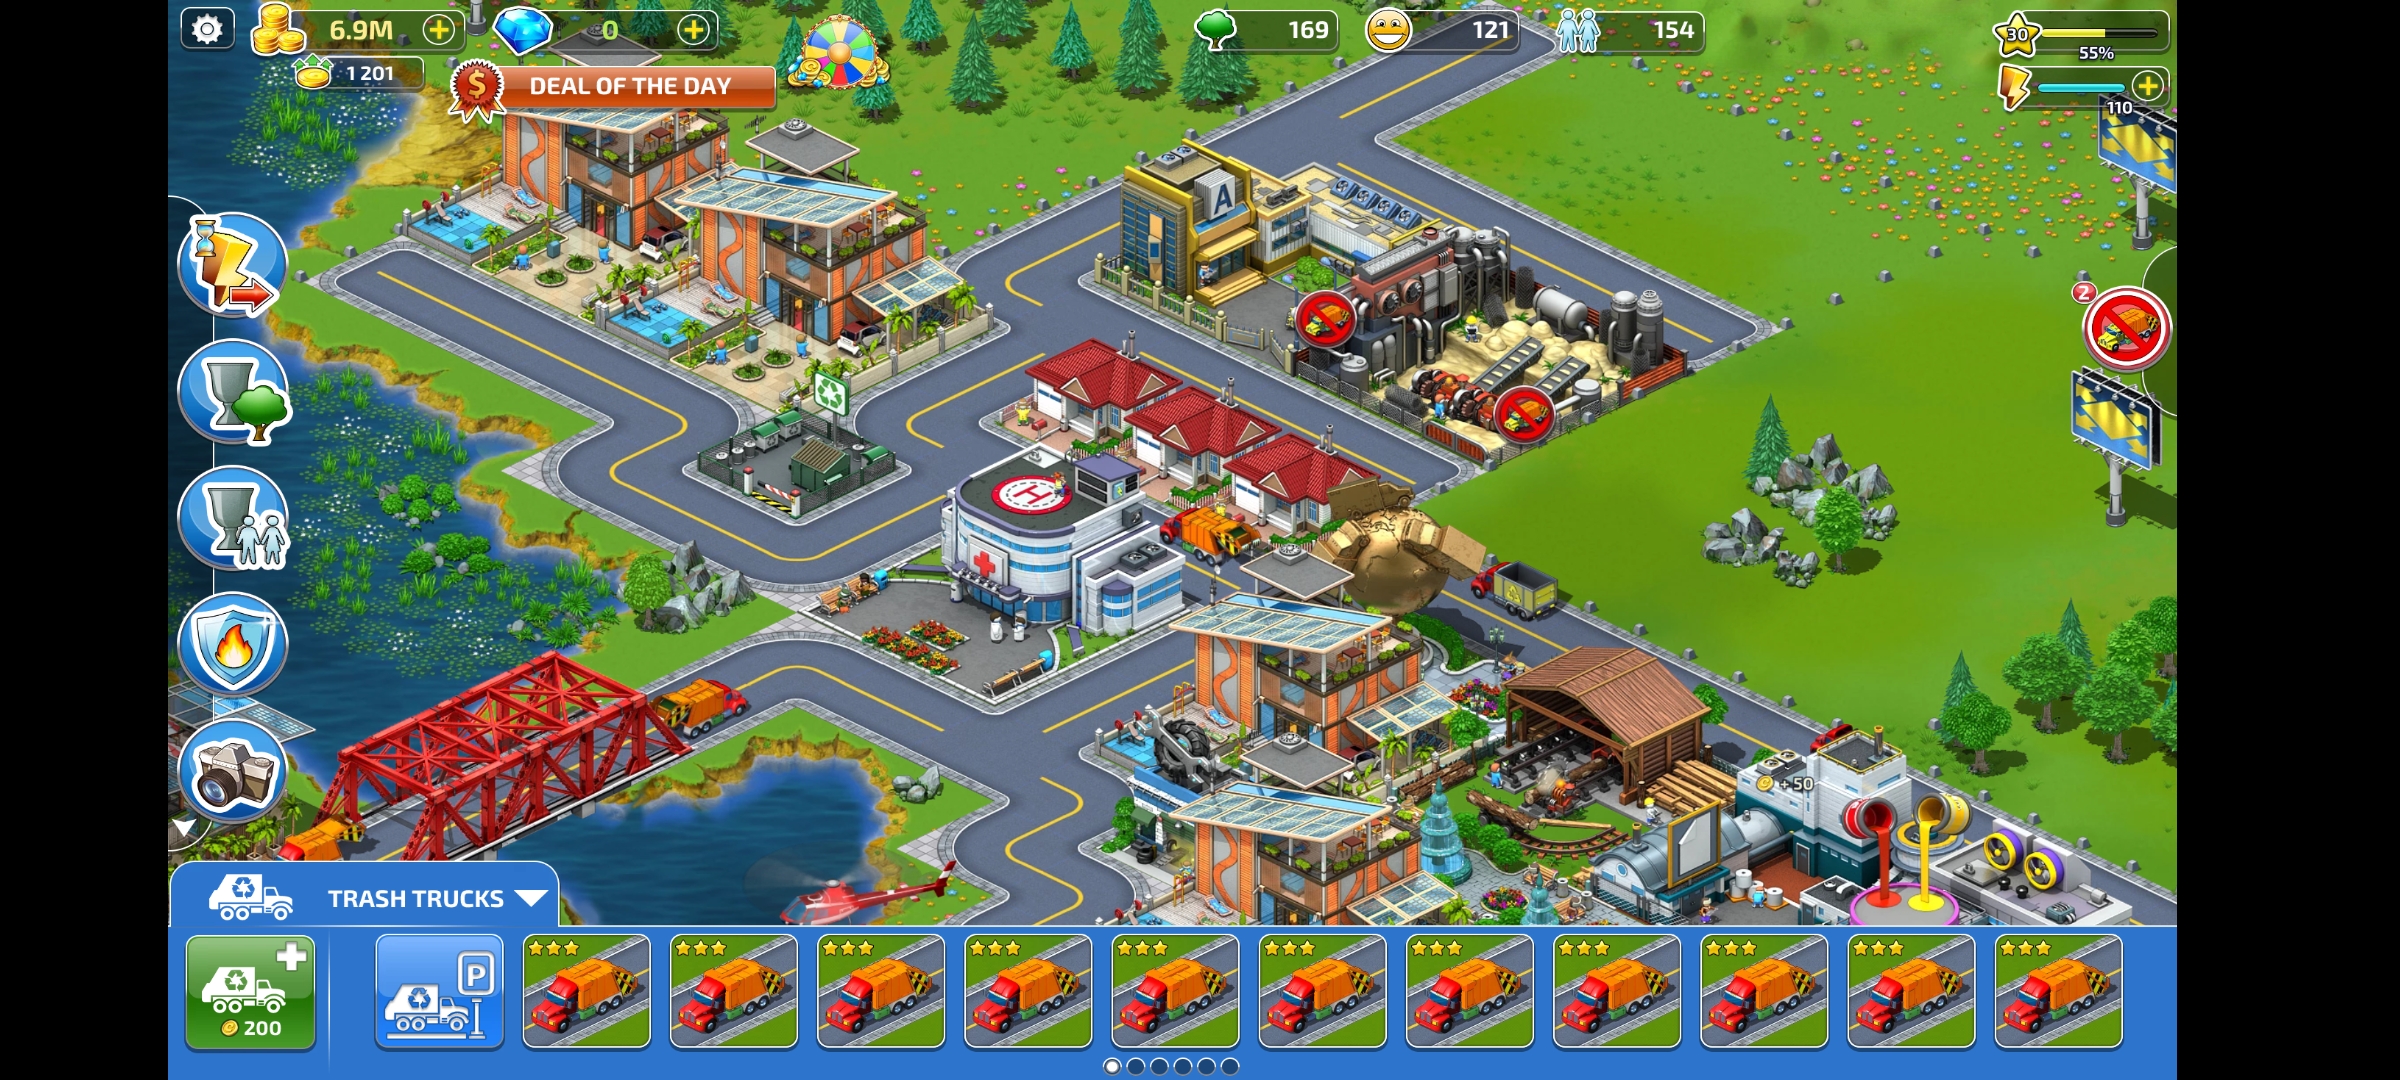 6.9M
0
169
121
154
30
55%
1 201
DEAL OF THE DAY
110
A
2
H
+50
TRASH TRUCKS
P
200